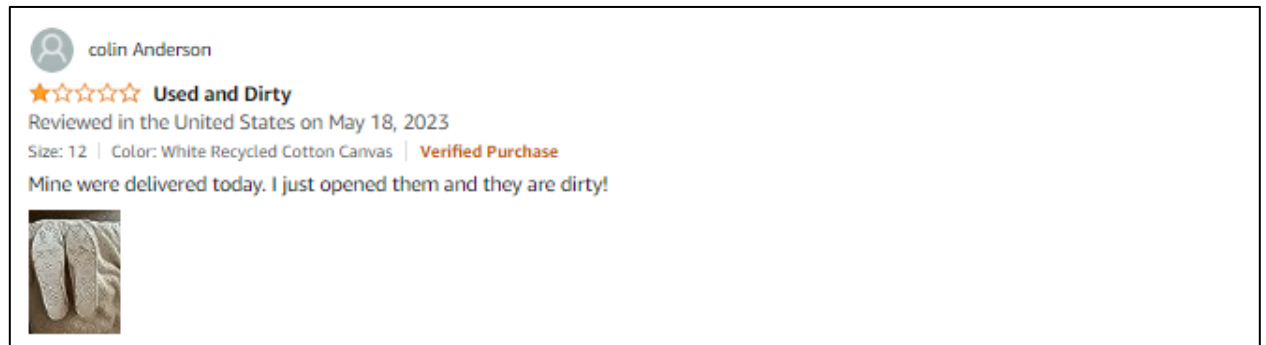 colin Anderson
Used and Dirty
Reviewed in the United States on May 18, 2023
Size: 12 | Color: White Recycled Cotton Canvas | Verified Purchase
Mine were delivered today. I just opened them and they are dirty!